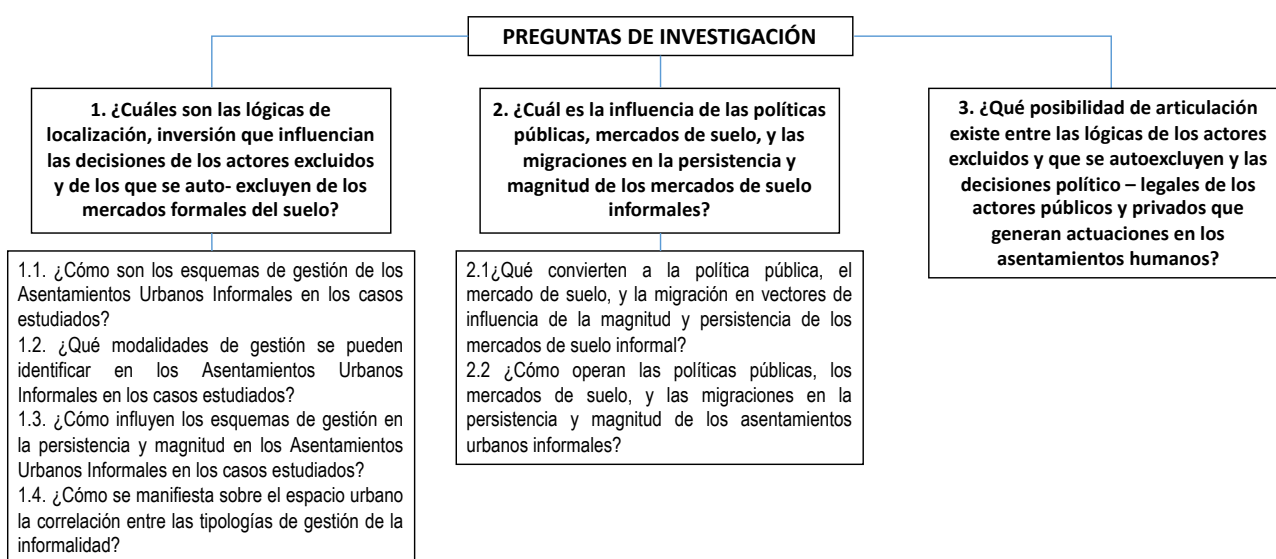 PREGUNTAS DE INVESTIGACIÓN
1. ¿Cuáles son las lógicas de
localización, inversión que influencian
las decisiones de los actores excluidos
y de los que se auto- excluyen de los
mercados formales del suelo?
1.1. ¿Cómo son los esquemas de gestión de los
Asentamientos Urbanos Informales en los casos
estudiados?
1.2. ¿Qué modalidades de gestión se pueden
identificar en los Asentamientos Urbanos
Informales en los casos estudiados?
1.3. ¿Cómo influyen los esquemas de gestión en
la persistencia y magnitud en los Asentamientos
Urbanos Informales en los casos estudiados?
1.4. ¿Cómo se manifiesta sobre el espacio urbano
la correlación entre las tipologías de gestión de la
informalidad?
2. ¿Cuál es la influencia de las políticas
públicas, mercados de suelo, y las
migraciones en la persistencia y
magnitud de los mercados de suelo
informales?
2.1¿Qué convierten a la política pública, el
mercado de suelo, y la migración en vectores de
influencia de la magnitud y persistencia de los
mercados de suelo informal?
2.2 ¿Cómo operan las políticas públicas, los
mercados de suelo, y las migraciones en la
persistencia y magnitud de los asentamientos
urbanos informales?
3. ¿Qué posibilidad de articulación
existe entre las lógicas de los actores
excluidos y que se autoexcluyen y las
decisiones político – legales de los
actores públicos y privados que
generan actuaciones en los
asentamientos humanos?